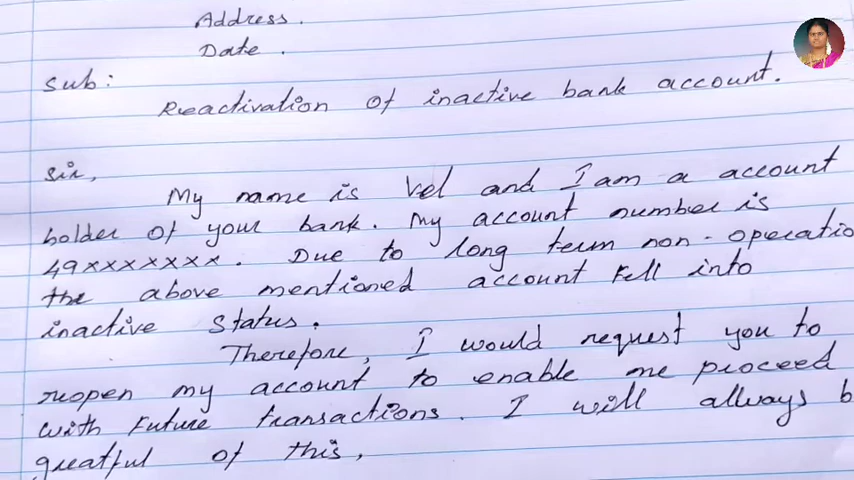 Address.
Date.
Sub:
Reactivation of inactive bank account.
Sir,
My name is Vel and I am a account
holder of your bank. My account number is
49xxxxxxxx. Due to long term non-operatio
the above mentioned account fell into
inactive status.
Therefore, I would request you to
reopen my account to enable me proceed
with future transactions. I will allways b
greatful of this,